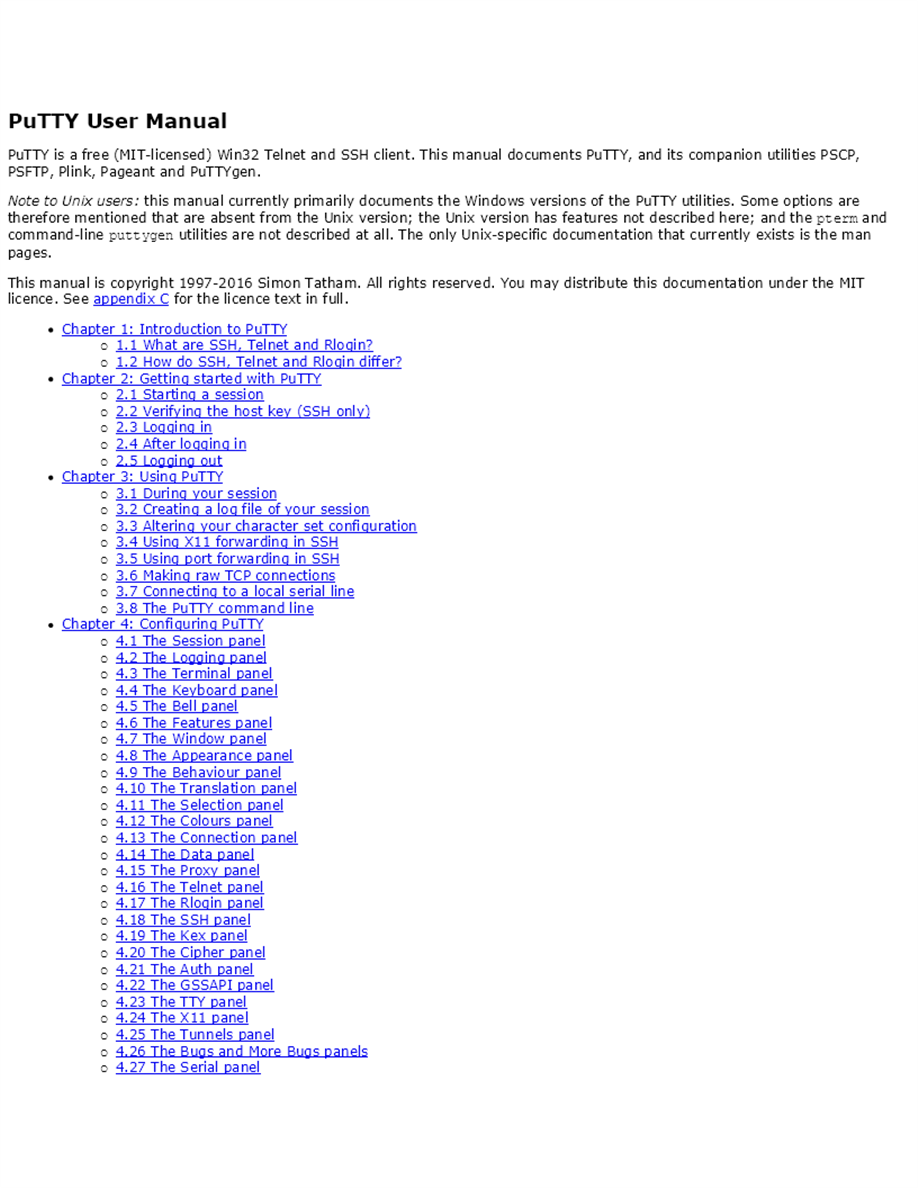 PuTTY User Manual
PuTTY is a free (MIT-licensed) Win32 Telnet and SSH client. This manual documents PuTTY, and its companion utilities PSCP,
PSFTP, Plink, Pageant and PuTTYgen.
Note to Unix users: this manual currently primarily documents the Windows versions of the PuTTY utilities. Some options are
therefore mentioned that are absent from the Unix version; the Unix version has features not described here; and the pterm and
command-line puttygen utilities are not described at all. The only Unix-specific documentation that currently exists is the man
pages.
This manual is copyright 1997-2016 Simon Tatham. All rights reserved. You may distribute this documentation under the MIT
licence. See appendix C for the licence text in full.
• Chapter 1: Introduction to PuTTY
○ 1.1 What are SSH, Telnet and Rlogin?
○ 1.2 How do SSH, Telnet and Rlogin differ?
• Chapter 2: Getting started with PuTTY
○ 2.1 Starting a session
○ 2.2 Verifying the host key (SSH only)
○ 2.3 Logging in
○ 2.4 After logging in
○ 2.5 Logging out
• Chapter 3: Using PuTTY
○ 3.1 During your session
○ 3.2 Creating a log file of your session
○ 3.3 Altering your character set configuration
○ 3.4 Using X11 forwarding in SSH
○ 3.5 Using port forwarding in SSH
○ 3.6 Making raw TCP connections
○ 3.7 Connecting to a local serial line
○ 3.8 The PuTTY command line
• Chapter 4: Configuring PuTTY
○ 4.1 The Session panel
○ 4.2 The Logging panel
○ 4.3 The Terminal panel
○ 4.4 The Keyboard panel
○ 4.5 The Bell panel
○ 4.6 The Features panel
○ 4.7 The Window panel
○ 4.8 The Appearance panel
○ 4.9 The Behaviour panel
○ 4.10 The Translation panel
○ 4.11 The Selection panel
○ 4.12 The Colours panel
○ 4.13 The Connection panel
○ 4.14 The Data panel
○ 4.15 The Proxy panel
○ 4.16 The Telnet panel
○ 4.17 The Rlogin panel
○ 4.18 The SSH panel
○ 4.19 The Kex panel
○ 4.20 The Cipher panel
○ 4.21 The Auth panel
○ 4.22 The GSSAPI panel
○ 4.23 The TTY panel
○ 4.24 The X11 panel
○ 4.25 The Tunnels panel
○ 4.26 The Bugs and More Bugs panels
○ 4.27 The Serial panel